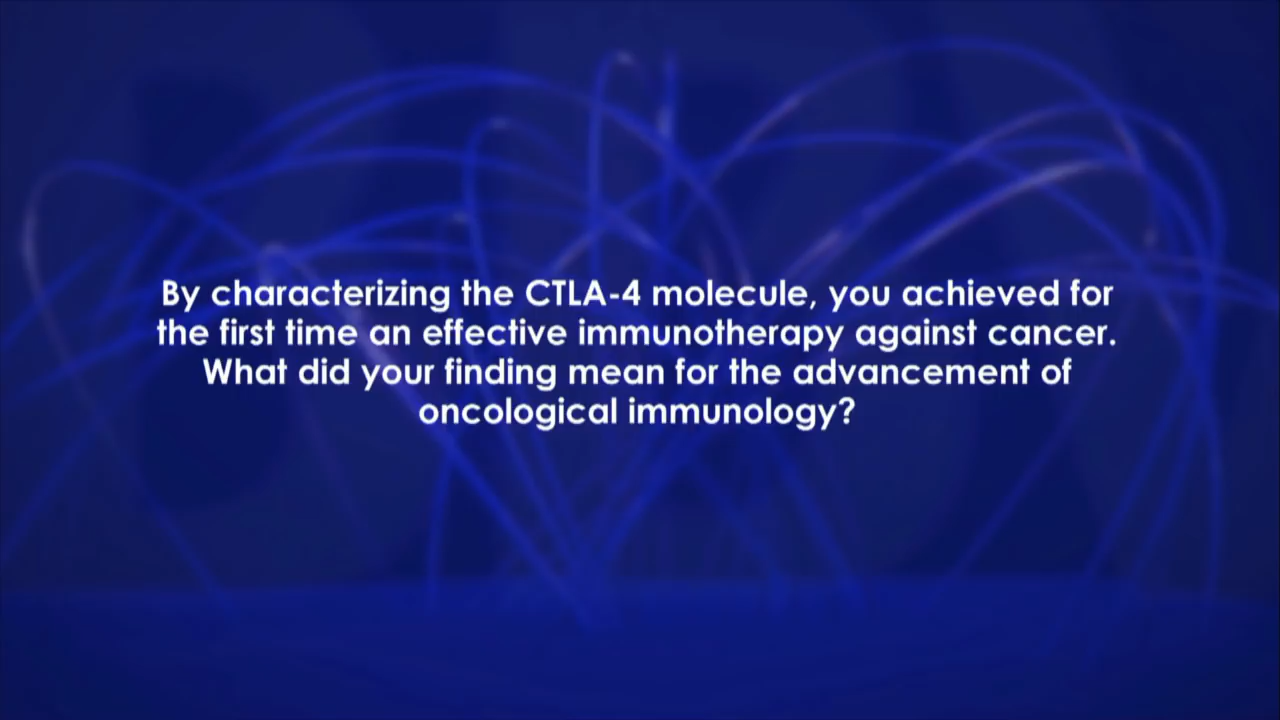 By characterizing the CTLA-4 molecule, you achieved for
the first time an effective immunotherapy against cancer.
What did your finding mean for the advancement of
oncological immunology?